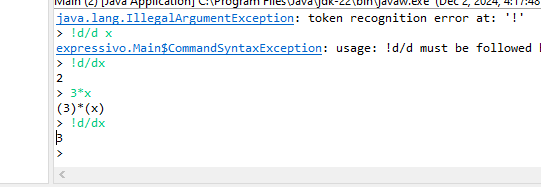 Main (2) [Java Application] C:\Program Files\Java\jdk-22\bin\javaw.exe (Dec 2, 2024, 4:17:48
java.lang.IllegalArgumentException: token recognition error at: '!'
> !d/d x
expressivo.Main$CommandSyntaxException: usage: !d/d must be followed
> !d/dx
2
> 3*x
(3)*(x)
> !d/dx
3
>